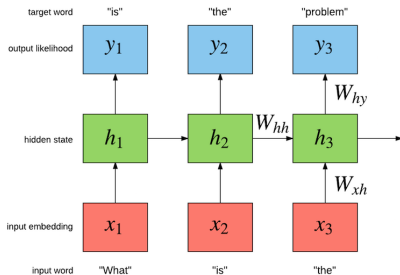 target word "is" "the" "problem"
output likelihood y1 y2 y3
Why
hidden state h1 h2 Whh h3
Wxh
input embedding x1 x2 x3
input word "What" "is" "the"